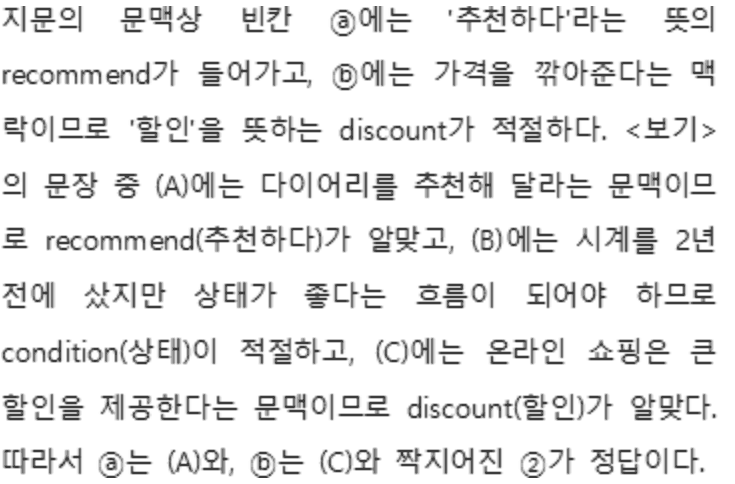 지문의 문맥상 빈칸 ⓐ에는 '추천하다'라는 뜻의
recommend가 들어가고, ⓑ에는 가격을 깎아준다는 맥
락이므로 '할인'을 뜻하는 discount가 적절하다. <보기>
의 문장 중 (A)에는 다이어리를 추천해 달라는 문맥이므
로 recommend(추천하다)가 알맞고, (B)에는 시계를 2년
전에 샀지만 상태가 좋다는 흐름이 되어야 하므로
condition(상태)이 적절하고, (C)에는 온라인 쇼핑은 큰
할인을 제공한다는 문맥이므로 discount(할인)가 알맞다.
따라서 ⓐ는 (A)와, ⓑ는 (C)와 짝지어진 ②가 정답이다.